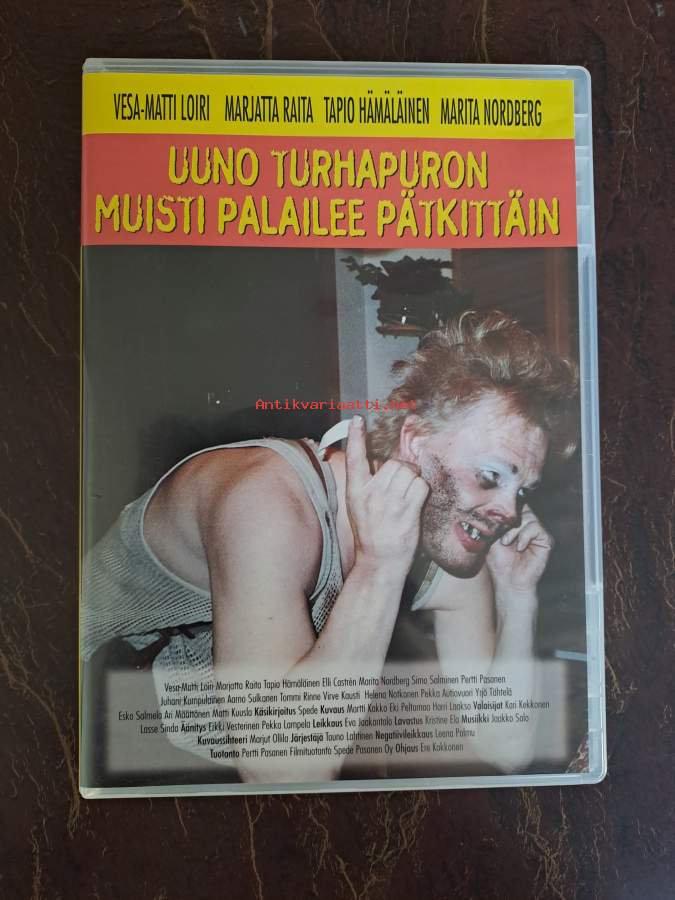 VESA-MATTI LOIRI MARJATTA RAITA TAPIO HÄMÄLÄINEN MARITA NORDBERG
UUNO TURHAPURON
MUISTI PALAILEE PÄTKITTÄIN
Antikvariaatti.net
Vesa-Matti Loiri Marjatta Raita Tapio Hämäläinen Elli Castrén Marita Nordberg Simo Salminen Pertti Pasanen
Juhani Kumpulainen Aarno Sulkanen Tommi Rinne Virve Kausti Helena Notkonen Pekka Autiovuori Yrjö Tähtelä
Esko Salmela Ari Määttänen Matti Kuusla Käsikirjoitus Spede Kuvaus Martti Kakko Eki Peltomaa Harri Laakso Valaisijat Kari Kekkonen
Lasse Sinda Äänitys Eikki Vesterinen Pekka Lampela Leikkaus Eva Jaakontalo Lavastus Kristine Ela Musiikki Jaakko Salo
Kuvaussihteeri Marjut Ollila Järjestäjä Tauno Lahtinen Negatiivileikkaus Leena Palmu
Tuotanto Pertti Pasanen Filmituotanto Spede Pasanen Oy Ohjaus Ere Kokkonen